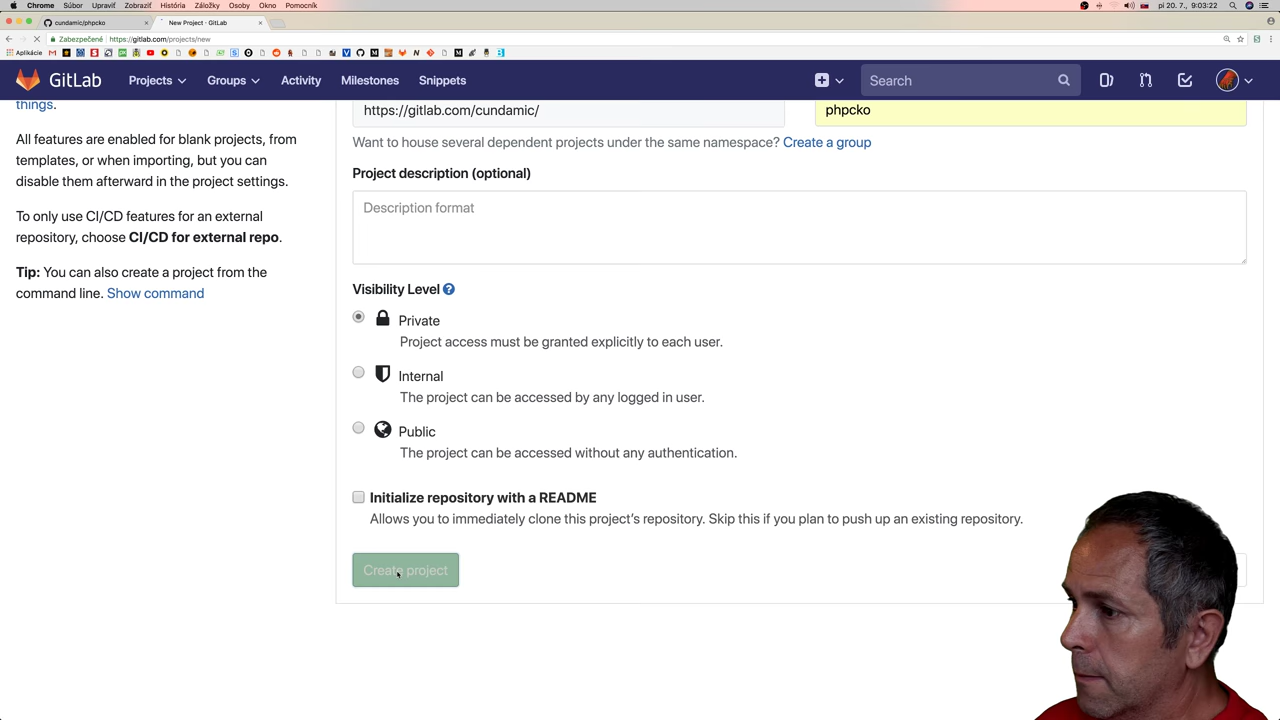 Chrome Súbor Upraviť Zobraziť História Záložky Osoby Okno Pomocník
pi 20. 7., 9:03:22
cundamic/phpcko
New Project · GitLab
Zabezpečené https://gitlab.com/projects/new
Aplikácie
GitLab Projects Groups Activity Milestones Snippets Search
things.
All features are enabled for blank projects, from
templates, or when importing, but you can
disable them afterward in the project settings.
To only use CI/CD features for an external
repository, choose CI/CD for external repo.
Tip: You can also create a project from the
command line. Show command
https://gitlab.com/cundamic/
phpcko
Want to house several dependent projects under the same namespace? Create a group
Project description (optional)
Description format
Visibility Level
Private
Project access must be granted explicitly to each user.
Internal
The project can be accessed by any logged in user.
Public
The project can be accessed without any authentication.
Initialize repository with a README
Allows you to immediately clone this project's repository. Skip this if you plan to push up an existing repository.
Create project